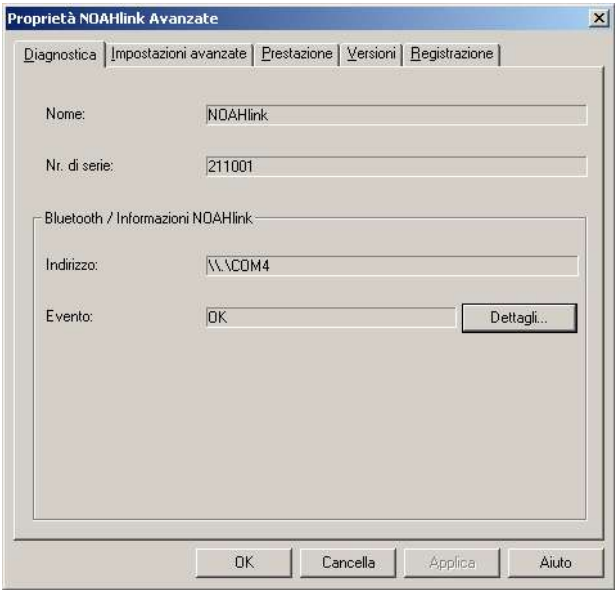 Proprietà NOAHlink Avanzate
Diagnostica Impostazioni avanzate Prestazione Versioni Registrazione
Nome: NOAHlink
Nr. di serie: 211001
Bluetooth / Informazioni NOAHlink
Indirizzo: \\.\COM4
Evento: OK Dettagli...
OK Cancella Applica Aiuto